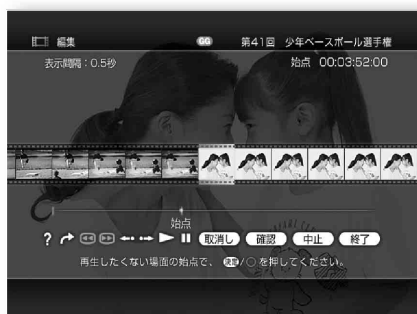 編集 GG 第41回 少年ベースボール選手権
表示間隔：0.5秒 始点 00:03:52:00
始点
? 取消し 確認 中止 終了
再生したくない場面の始点で、決定/○ を押してください。